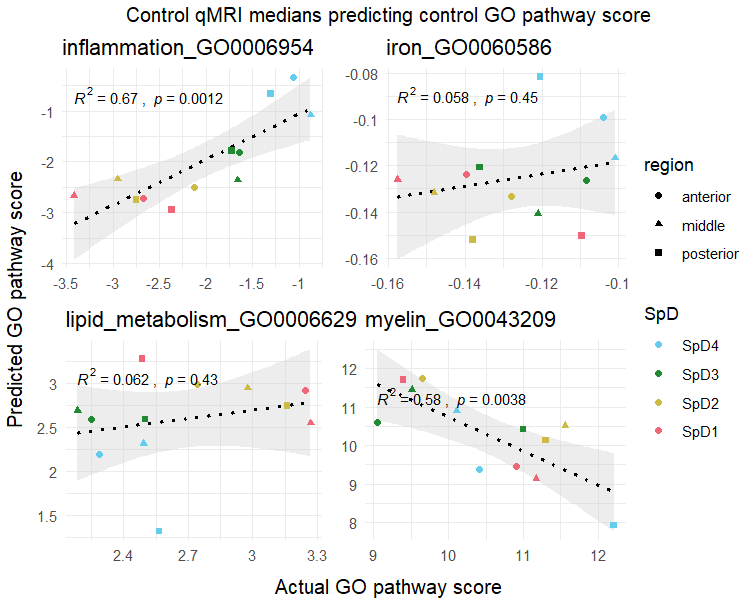 Control qMRI medians predicting control GO pathway score
inflammation_GO0006954
iron_GO0060586
R² = 0.67 , p = 0.0012
R² = 0.058 , p = 0.45
-1
-2
-3
-4
-3.5 -3 -2.5 -2 -1.5 -1
-0.08
-0.1
-0.12
-0.14
-0.16
-0.16 -0.14 -0.12 -0.1
lipid_metabolism_GO0006629
myelin_GO0043209
R² = 0.062 , p = 0.43
R² = 0.58 , p = 0.0038
3
2.5
2
1.5
2.4 2.7 3 3.3
12
11
10
9
8
9 10 11 12
Predicted GO pathway score
Actual GO pathway score
region
anterior
middle
posterior
SpD
SpD4
SpD3
SpD2
SpD1